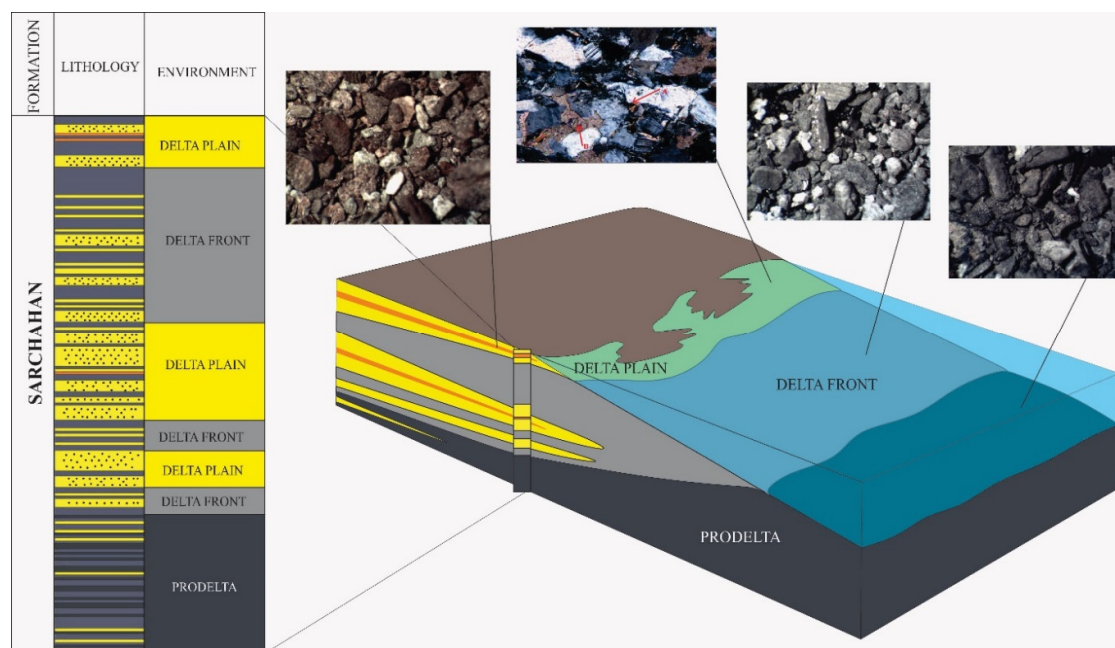 FORMATION
LITHOLOGY
ENVIRONMENT
SARCHAHAN
DELTA PLAIN
DELTA FRONT
DELTA PLAIN
DELTA FRONT
DELTA PLAIN
DELTA FRONT
PRODELTA
A
B
DELTA PLAIN
DELTA FRONT
PRODELTA